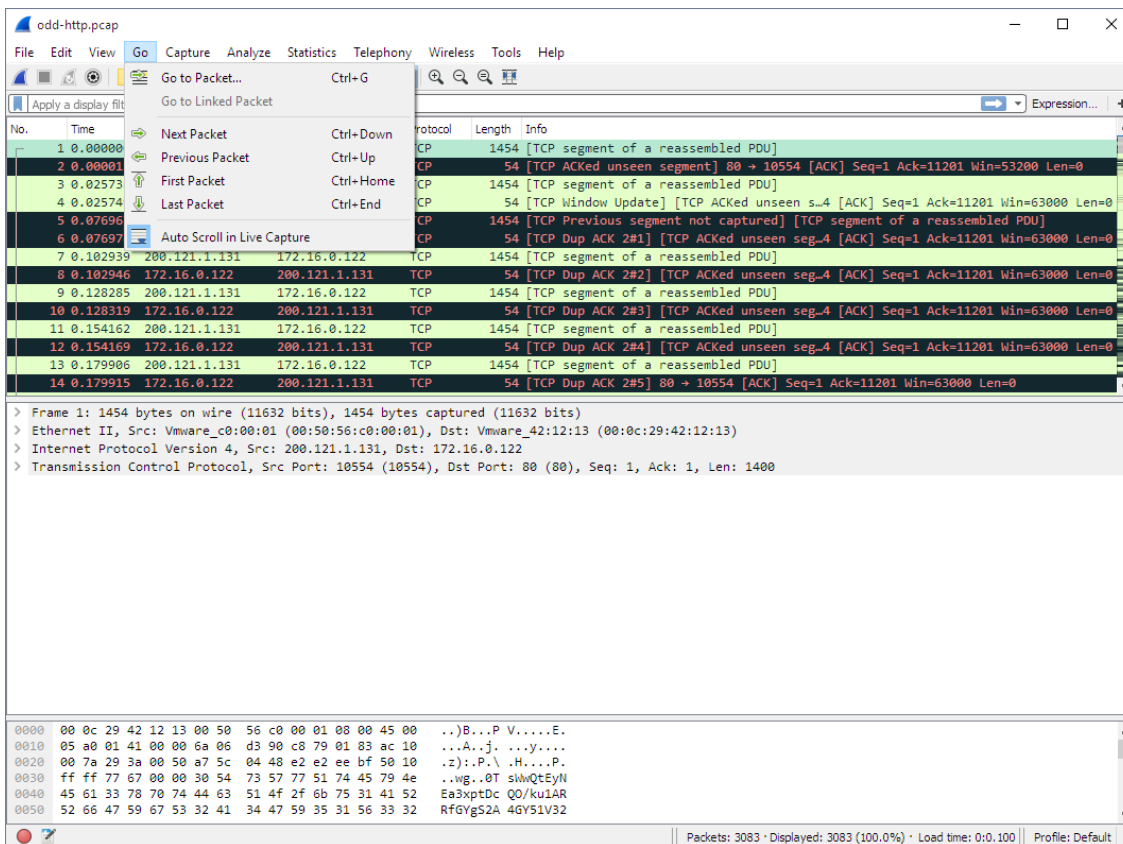 odd-http.pcap
File Edit View Go Capture Analyze Statistics Telephony Wireless Tools Help
Apply a display filt Expression... +
Go to Packet... Ctrl+G
Go to Linked Packet
Next Packet Ctrl+Down
Previous Packet Ctrl+Up
First Packet Ctrl+Home
Last Packet Ctrl+End
Auto Scroll in Live Capture
No. Time rotocol Length Info
1 0.00000 CP 1454 [TCP segment of a reassembled PDU]
2 0.00001 CP 54 [TCP ACKed unseen segment] 80 → 10554 [ACK] Seq=1 Ack=11201 Win=53200 Len=0
3 0.02573 CP 1454 [TCP segment of a reassembled PDU]
4 0.02574 CP 54 [TCP Window Update] [TCP ACKed unseen s…4 [ACK] Seq=1 Ack=11201 Win=63000 Len=0
5 0.07696 CP 1454 [TCP Previous segment not captured] [TCP segment of a reassembled PDU]
6 0.07697 CP 54 [TCP Dup ACK 2#1] [TCP ACKed unseen seg…4 [ACK] Seq=1 Ack=11201 Win=63000 Len=0
7 0.102939 200.121.1.131 172.16.0.122 TCP 1454 [TCP segment of a reassembled PDU]
8 0.102946 172.16.0.122 200.121.1.131 TCP 54 [TCP Dup ACK 2#2] [TCP ACKed unseen seg…4 [ACK] Seq=1 Ack=11201 Win=63000 Len=0
9 0.128285 200.121.1.131 172.16.0.122 TCP 1454 [TCP segment of a reassembled PDU]
10 0.128319 172.16.0.122 200.121.1.131 TCP 54 [TCP Dup ACK 2#3] [TCP ACKed unseen seg…4 [ACK] Seq=1 Ack=11201 Win=63000 Len=0
11 0.154162 200.121.1.131 172.16.0.122 TCP 1454 [TCP segment of a reassembled PDU]
12 0.154169 172.16.0.122 200.121.1.131 TCP 54 [TCP Dup ACK 2#4] [TCP ACKed unseen seg…4 [ACK] Seq=1 Ack=11201 Win=63000 Len=0
13 0.179906 200.121.1.131 172.16.0.122 TCP 1454 [TCP segment of a reassembled PDU]
14 0.179915 172.16.0.122 200.121.1.131 TCP 54 [TCP Dup ACK 2#5] 80 → 10554 [ACK] Seq=1 Ack=11201 Win=63000 Len=0
> Frame 1: 1454 bytes on wire (11632 bits), 1454 bytes captured (11632 bits)
> Ethernet II, Src: Vmware_c0:00:01 (00:50:56:c0:00:01), Dst: Vmware_42:12:13 (00:0c:29:42:12:13)
> Internet Protocol Version 4, Src: 200.121.1.131, Dst: 172.16.0.122
> Transmission Control Protocol, Src Port: 10554 (10554), Dst Port: 80 (80), Seq: 1, Ack: 1, Len: 1400
0000 00 0c 29 42 12 13 00 50 56 c0 00 01 08 00 45 00 ..)B...P V.....E.
0010 05 a0 01 41 00 00 6a 06 d3 90 c8 79 01 83 ac 10 ...A..j. ...y....
0020 00 7a 29 3a 00 50 a7 5c 04 48 e2 e2 ee bf 50 10 .z):.P.\ .H....P.
0030 ff ff 77 67 00 00 30 54 73 57 77 51 74 45 79 4e ..wg..0T sWwQtEyN
0040 45 61 33 78 70 74 44 63 51 4f 2f 6b 75 31 41 52 Ea3xptDc QO/ku1AR
0050 52 66 47 59 67 53 32 41 34 47 59 35 31 56 33 32 RfGYgS2A 4GY51V32
Packets: 3083 · Displayed: 3083 (100.0%) · Load time: 0:0.100 Profile: Default